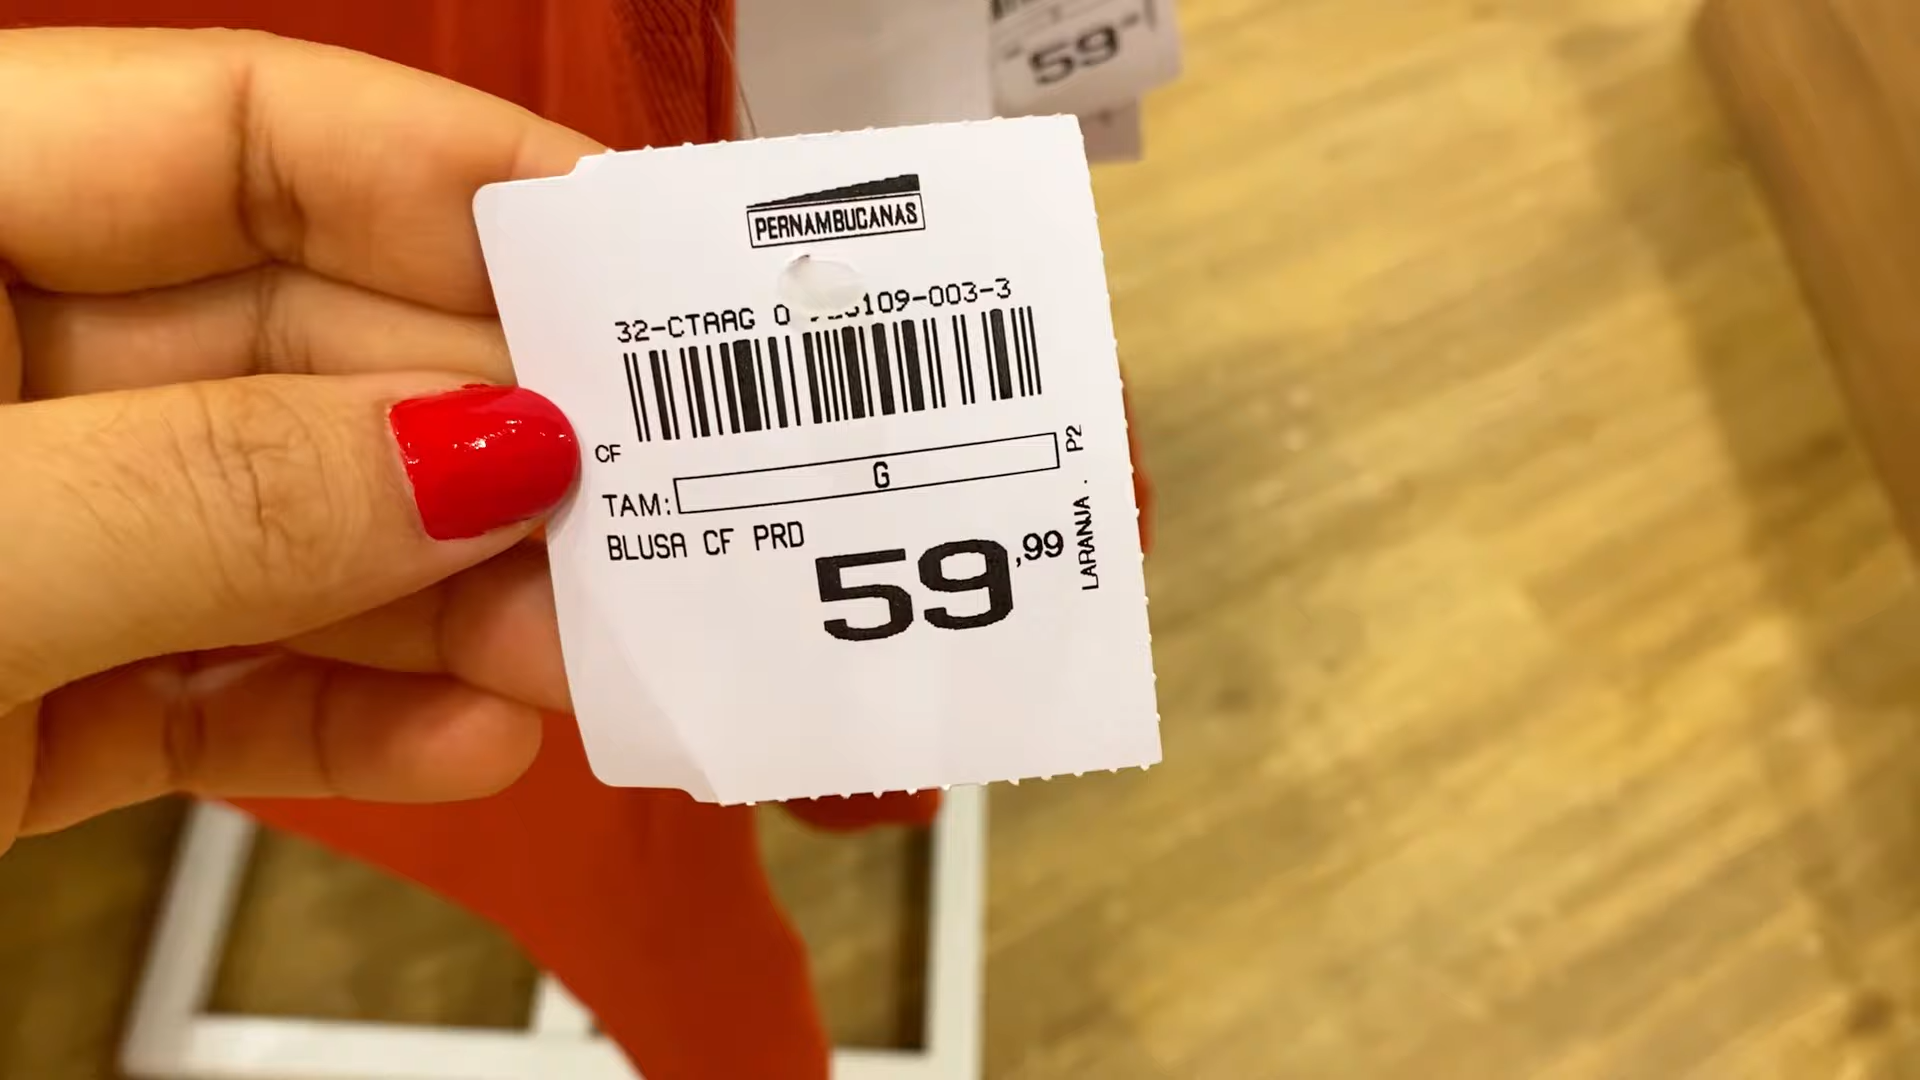 59
PERNAMBUCANAS
32-CTAAG 0 109-003-3
CF
P2
TAM: G
BLUSA CF PRD
59,99
LARANJA .